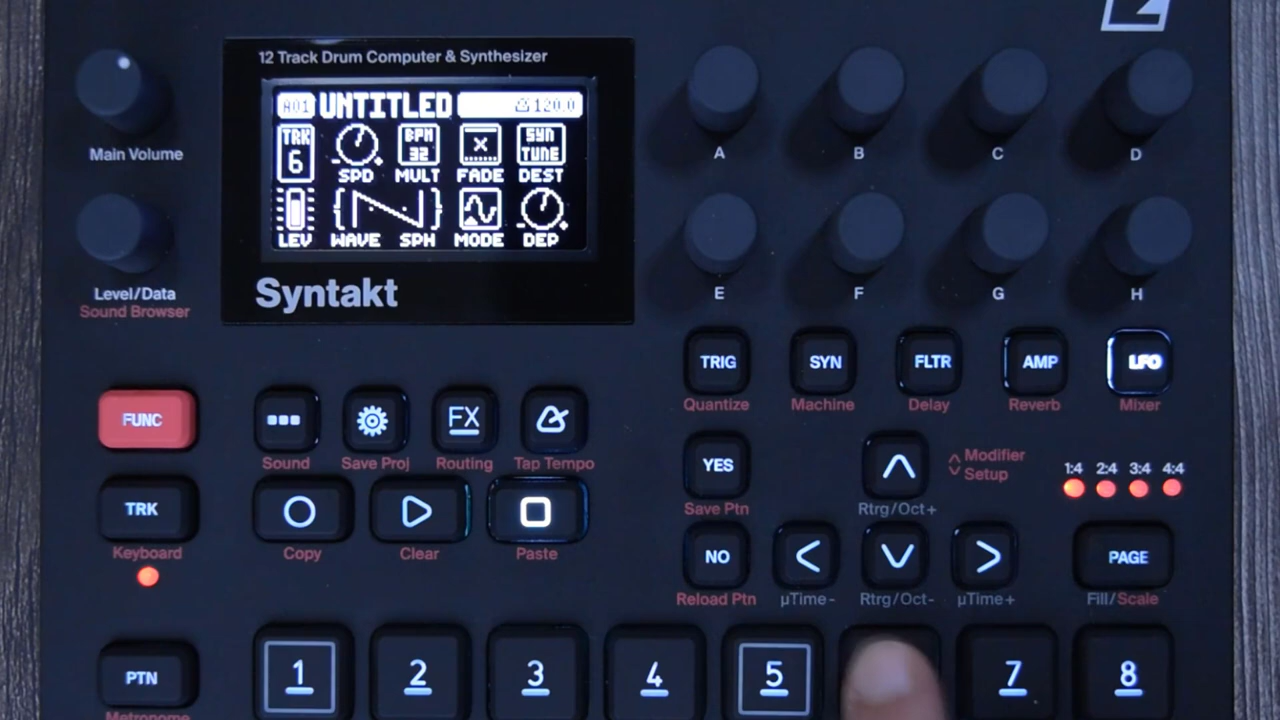 12 Track Drum Computer & Synthesizer
A01 UNTITLED 120.0
TRK 6
BPM 32
SYN TUNE
SPD MULT FADE DEST
LEV WAVE SPH MODE DEP
Syntakt
Main Volume
Level/Data
Sound Browser
A B C D
E F G H
TRIG SYN FLTR AMP LFO
Quantize Machine Delay Reverb Mixer
FUNC
FX
Sound Save Proj Routing Tap Tempo
YES
Modifier
Setup
1:4 2:4 3:4 4:4
Save Ptn
Rtrg/Oct+
TRK
Keyboard
Copy Clear Paste
NO
PAGE
Reload Ptn µTime- Rtrg/Oct- µTime+ Fill/Scale
PTN
Metronome
1 2 3 4 5 7 8